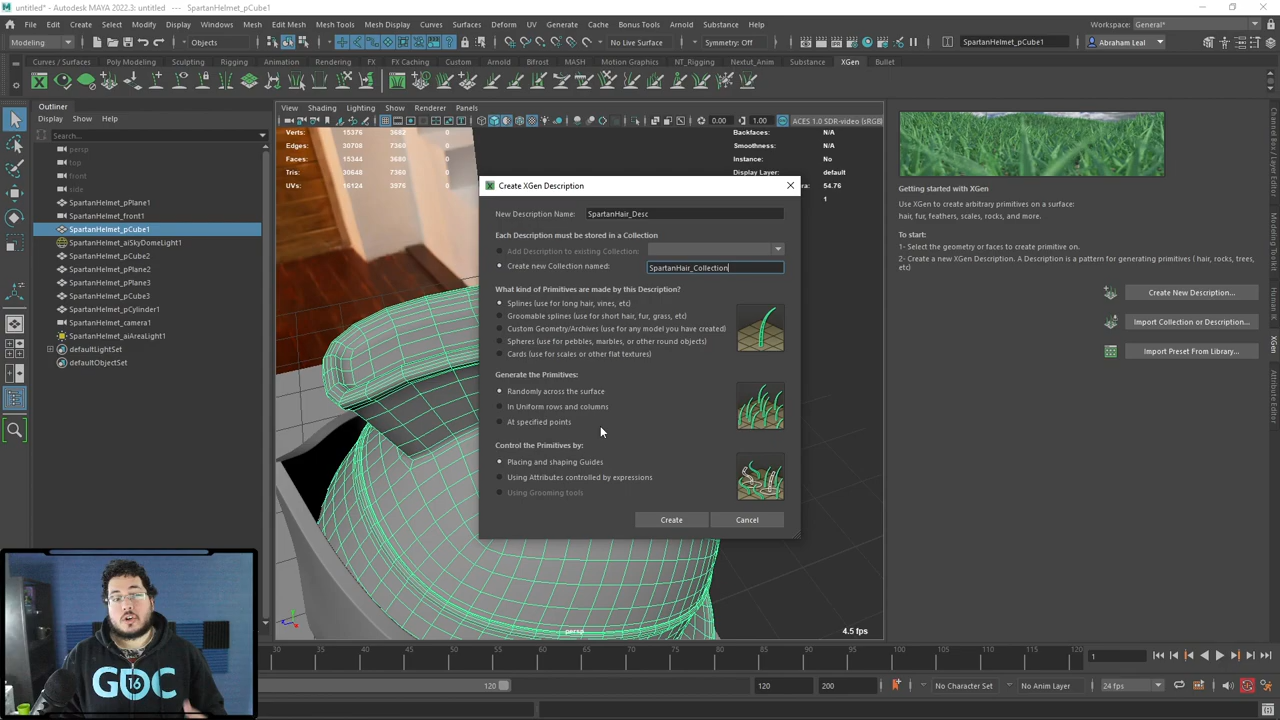 untitled* - Autodesk MAYA 2022.3: untitled --- SpartanHelmet_pCube1
File Edit Create Select Modify Display Windows Mesh Edit Mesh Mesh Tools Mesh Display Curves Surfaces Deform UV Generate Cache Bonus Tools Arnold Substance Help
Workspace: General*
Modeling Objects No Live Surface Symmetry: Off SpartanHelmet_pCube1 Abraham Leal
Curves / Surfaces Poly Modeling Sculpting Rigging Animation Rendering FX FX Caching Custom Arnold Bifrost MASH Motion Graphics NT_Rigging Nextut_Anim Substance XGen Bullet
Outliner
Display Show Help
Search...
persp
top
front
side
SpartanHelmet_pPlane1
SpartanHelmet_front1
SpartanHelmet_pCube1
SpartanHelmet_aiSkyDomeLight1
SpartanHelmet_pCube2
SpartanHelmet_pPlane2
SpartanHelmet_pPlane3
SpartanHelmet_pCube3
SpartanHelmet_pCylinder1
SpartanHelmet_camera1
SpartanHelmet_aiAreaLight1
defaultLightSet
defaultObjectSet
View Shading Lighting Show Renderer Panels
0.00 1.00 ACES 1.0 SDR-video (sRGB)
Verts: 15376 3682 0
Edges: 30708 7360 0
Faces: 15344 3680 0
Tris: 30648 7360 0
UVs: 16124 3976 0
Backfaces: N/A
Smoothness: N/A
Instance: No
Display Layer: default
54.76
1
Create XGen Description
New Description Name: SpartanHair_Desc
Each Description must be stored in a Collection
Add Description to existing Collection:
Create new Collection named: SpartanHair_Collection
What kind of Primitives are made by this Description?
Splines (use for long hair, vines, etc)
Groomable splines (use for short hair, fur, grass, etc)
Custom Geometry/Archives (use for any model you have created)
Spheres (use for pebbles, marbles, or other round objects)
Cards (use for scales or other flat textures)
Generate the Primitives:
Randomly across the surface
In Uniform rows and columns
At specified points
Control the Primitives by:
Placing and shaping Guides
Using Attributes controlled by expressions
Using Grooming tools
Create Cancel
persp
4.5 fps
Getting started with XGen
Use XGen to create arbitrary primitives on a surface:
hair, fur, feathers, scales, rocks, and more.
To start:
1- Select the geometry or faces to create primitives on.
2- Create a new XGen Description. A Description is a pattern for generating primitives ( hair, rocks, trees,
etc)
Create New Description...
Import Collection or Description...
Import Preset From Library...
Channel Box / Layer Editor
Modeling Toolkit
Attribute Editor
XGen
30 35 40 45 50 55 60 65 70 75 80 85 90 95 100 105 110 115 120
1
120 120 200 No Character Set No Anim Layer 24 fps
GDC
16